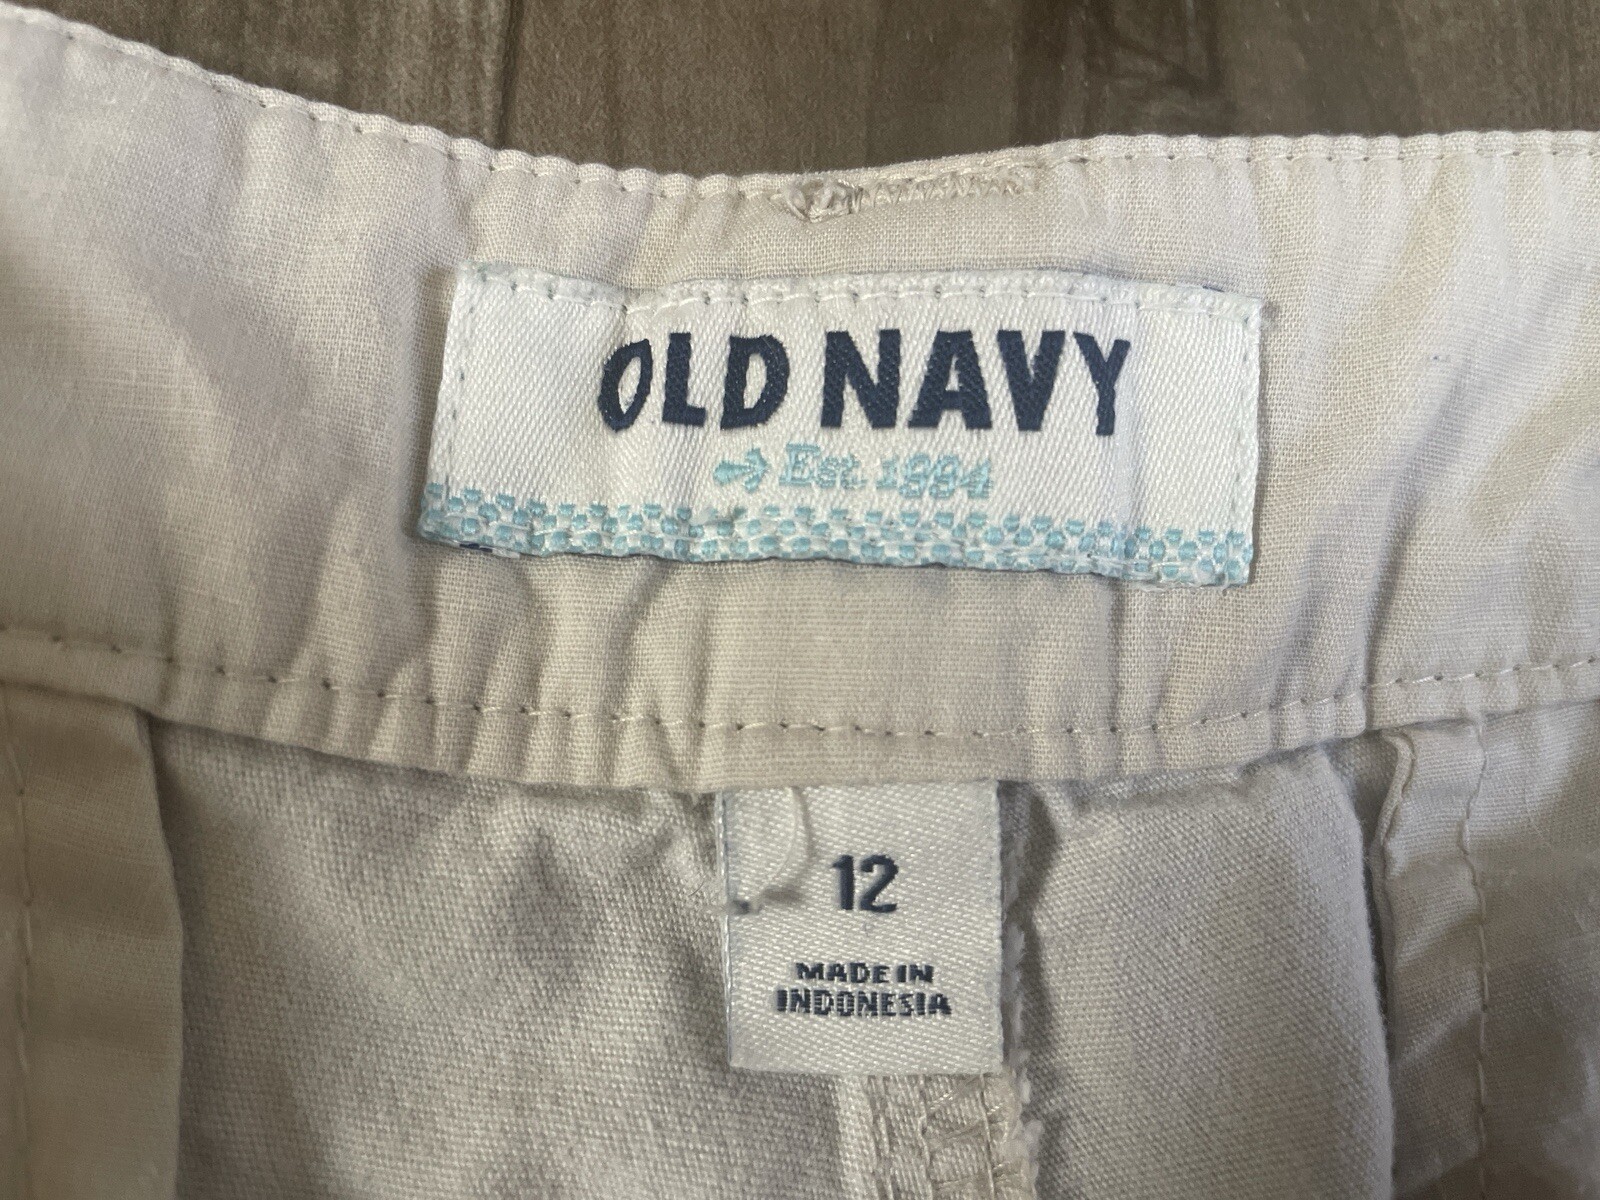 OLD NAVY
Est. 1994
12
MADE IN
INDONESIA